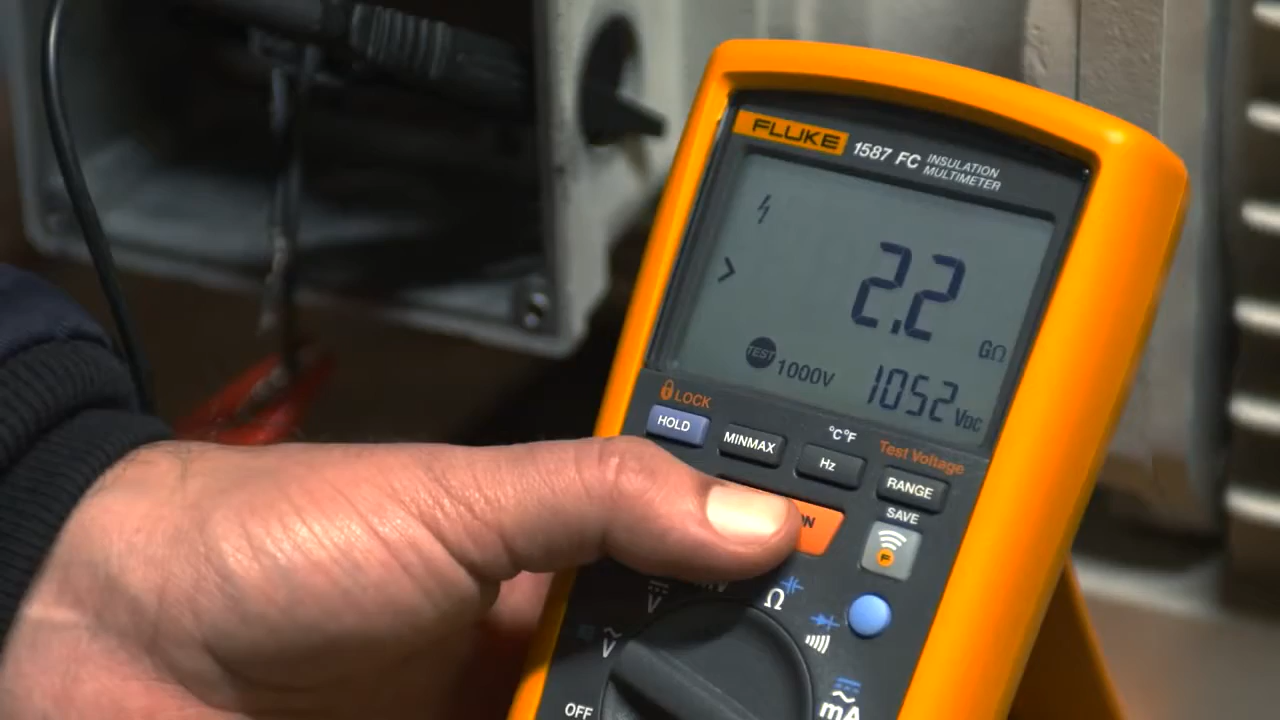 FLUKE 1587 FC INSULATION
MULTIMETER
> 2.2 GΩ
TEST 1000V 1052 VDC
LOCK
HOLD
MINMAX
°C°F
Hz
Test Voltage
RANGE
SAVE
F
Ω
V
V
mA
OFF